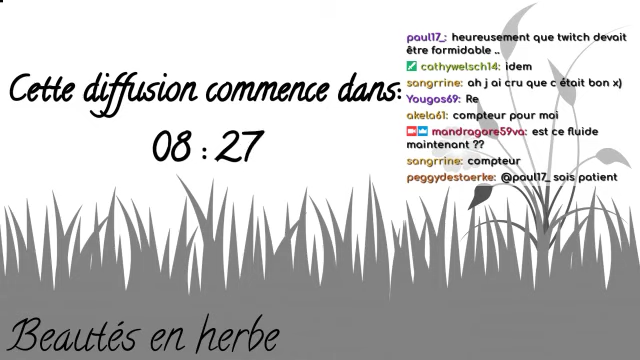 Cette diffusion commence dans:
08 : 27
paul17_: heureusement que twitch devait
être formidable ..
cathywelsch14: idem
sangrrine: ah j ai cru que c était bon x)
Yougos69: Re
akela61: compteur pour moi
mandragore59va: est ce fluide
maintenant ??
sangrrine: compteur
peggydestaerke: @paul17_ sois patient
Beautés en herbe